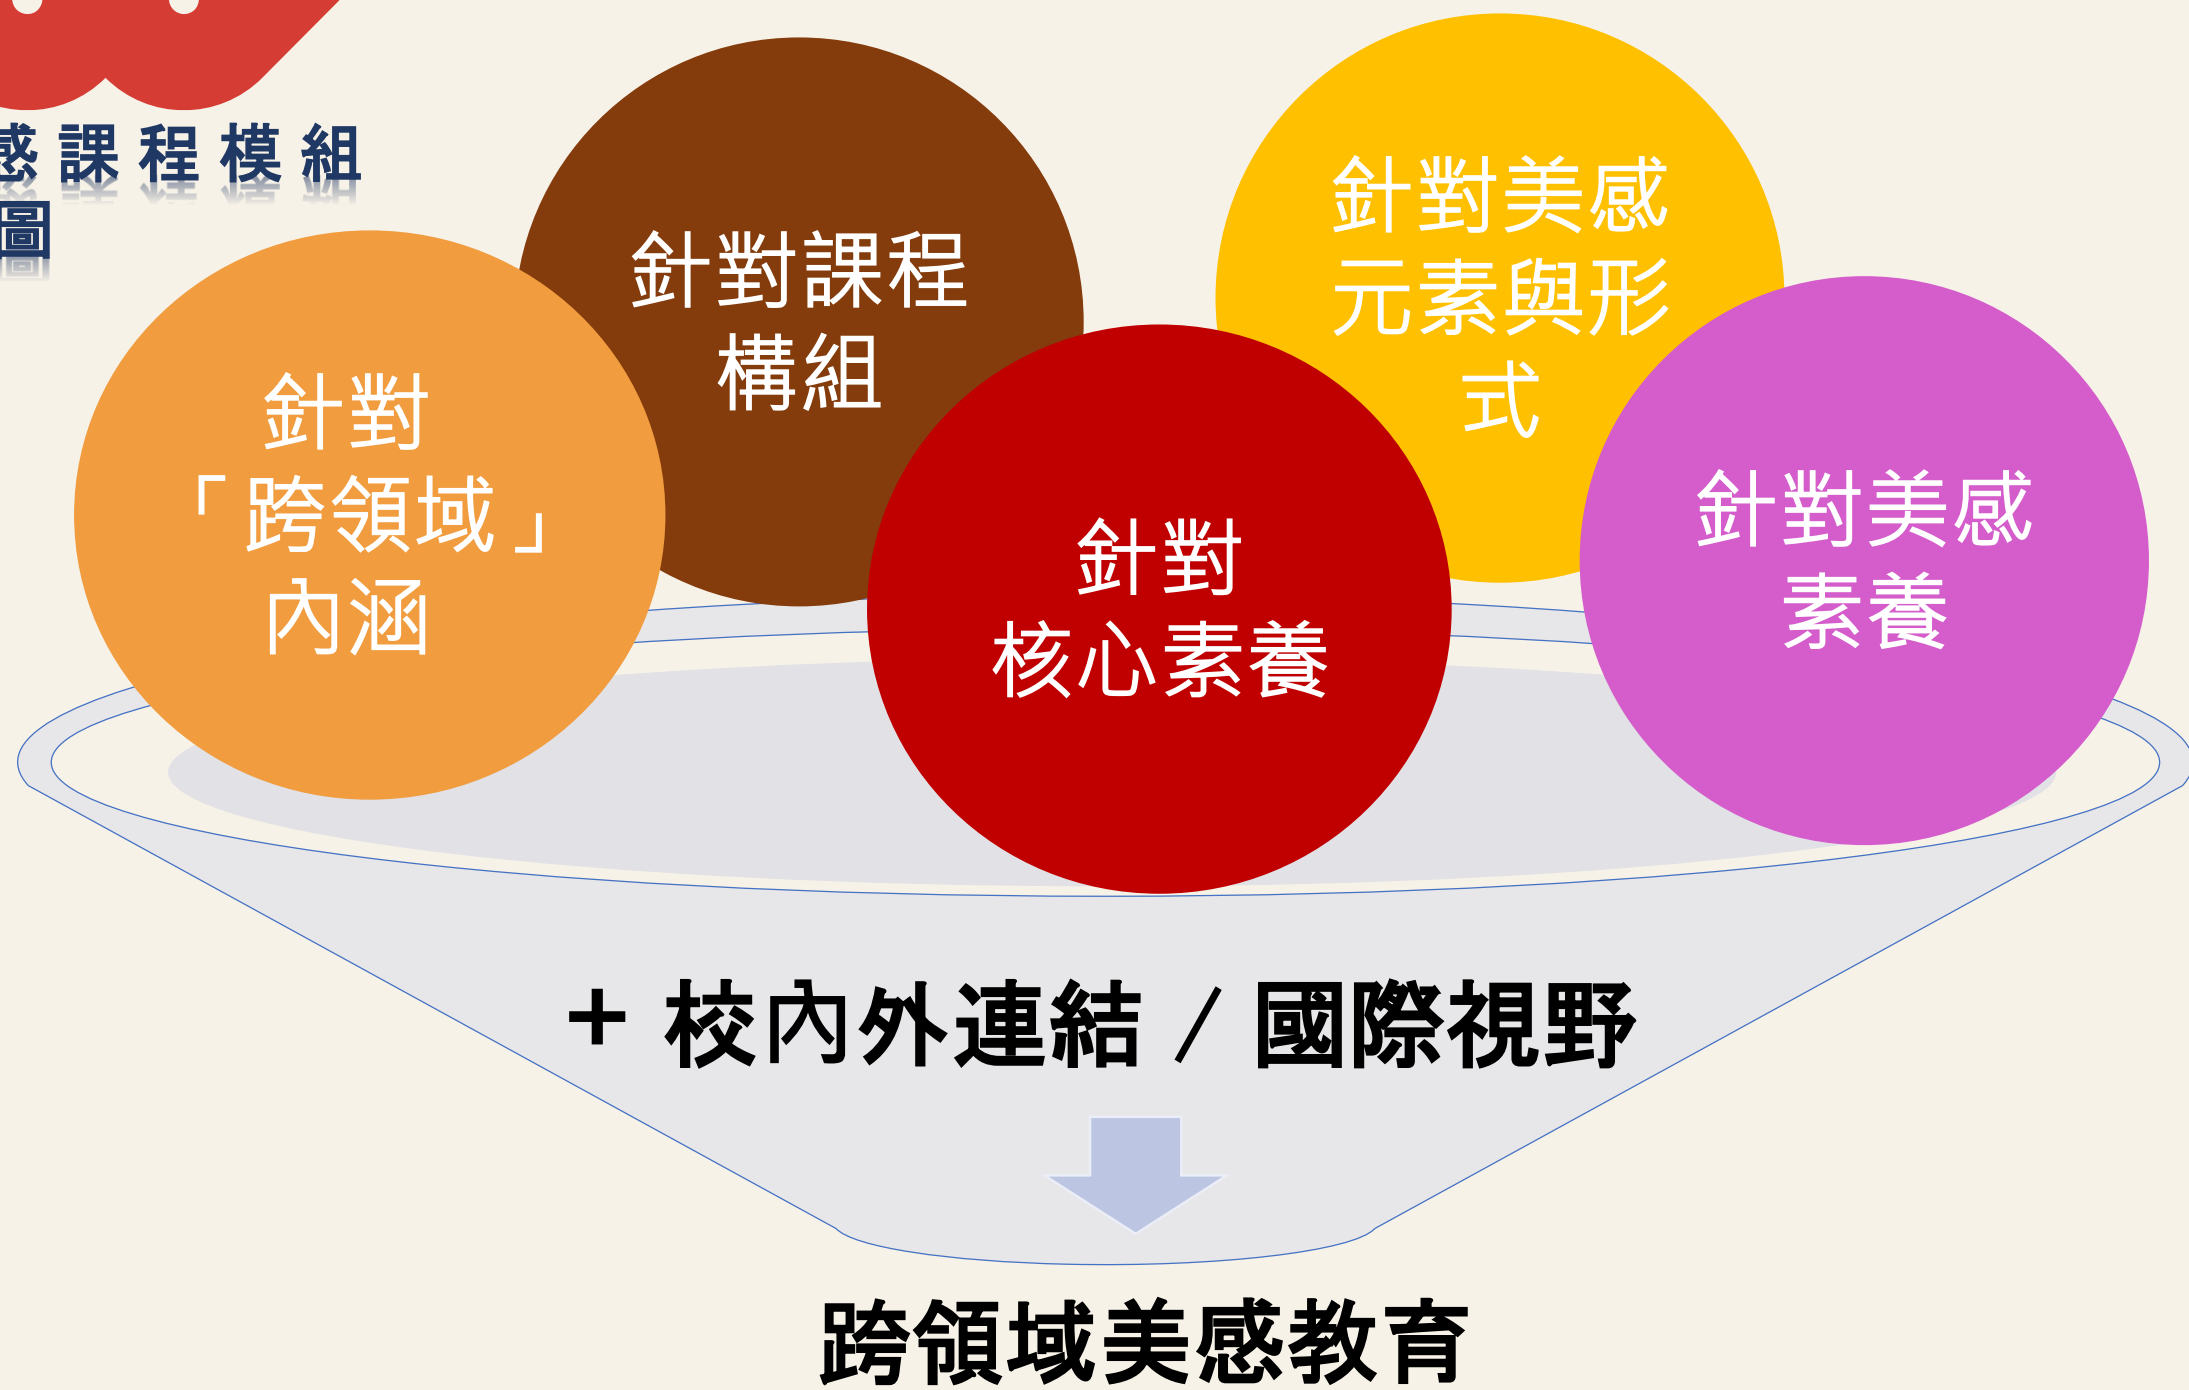 感課程模組
圖
針對課程
構組
針對美感
元素與形
式
針對
「跨領域」
內涵
針對
核心素養
針對美感
素養
+ 校內外連結 / 國際視野
跨領域美感教育